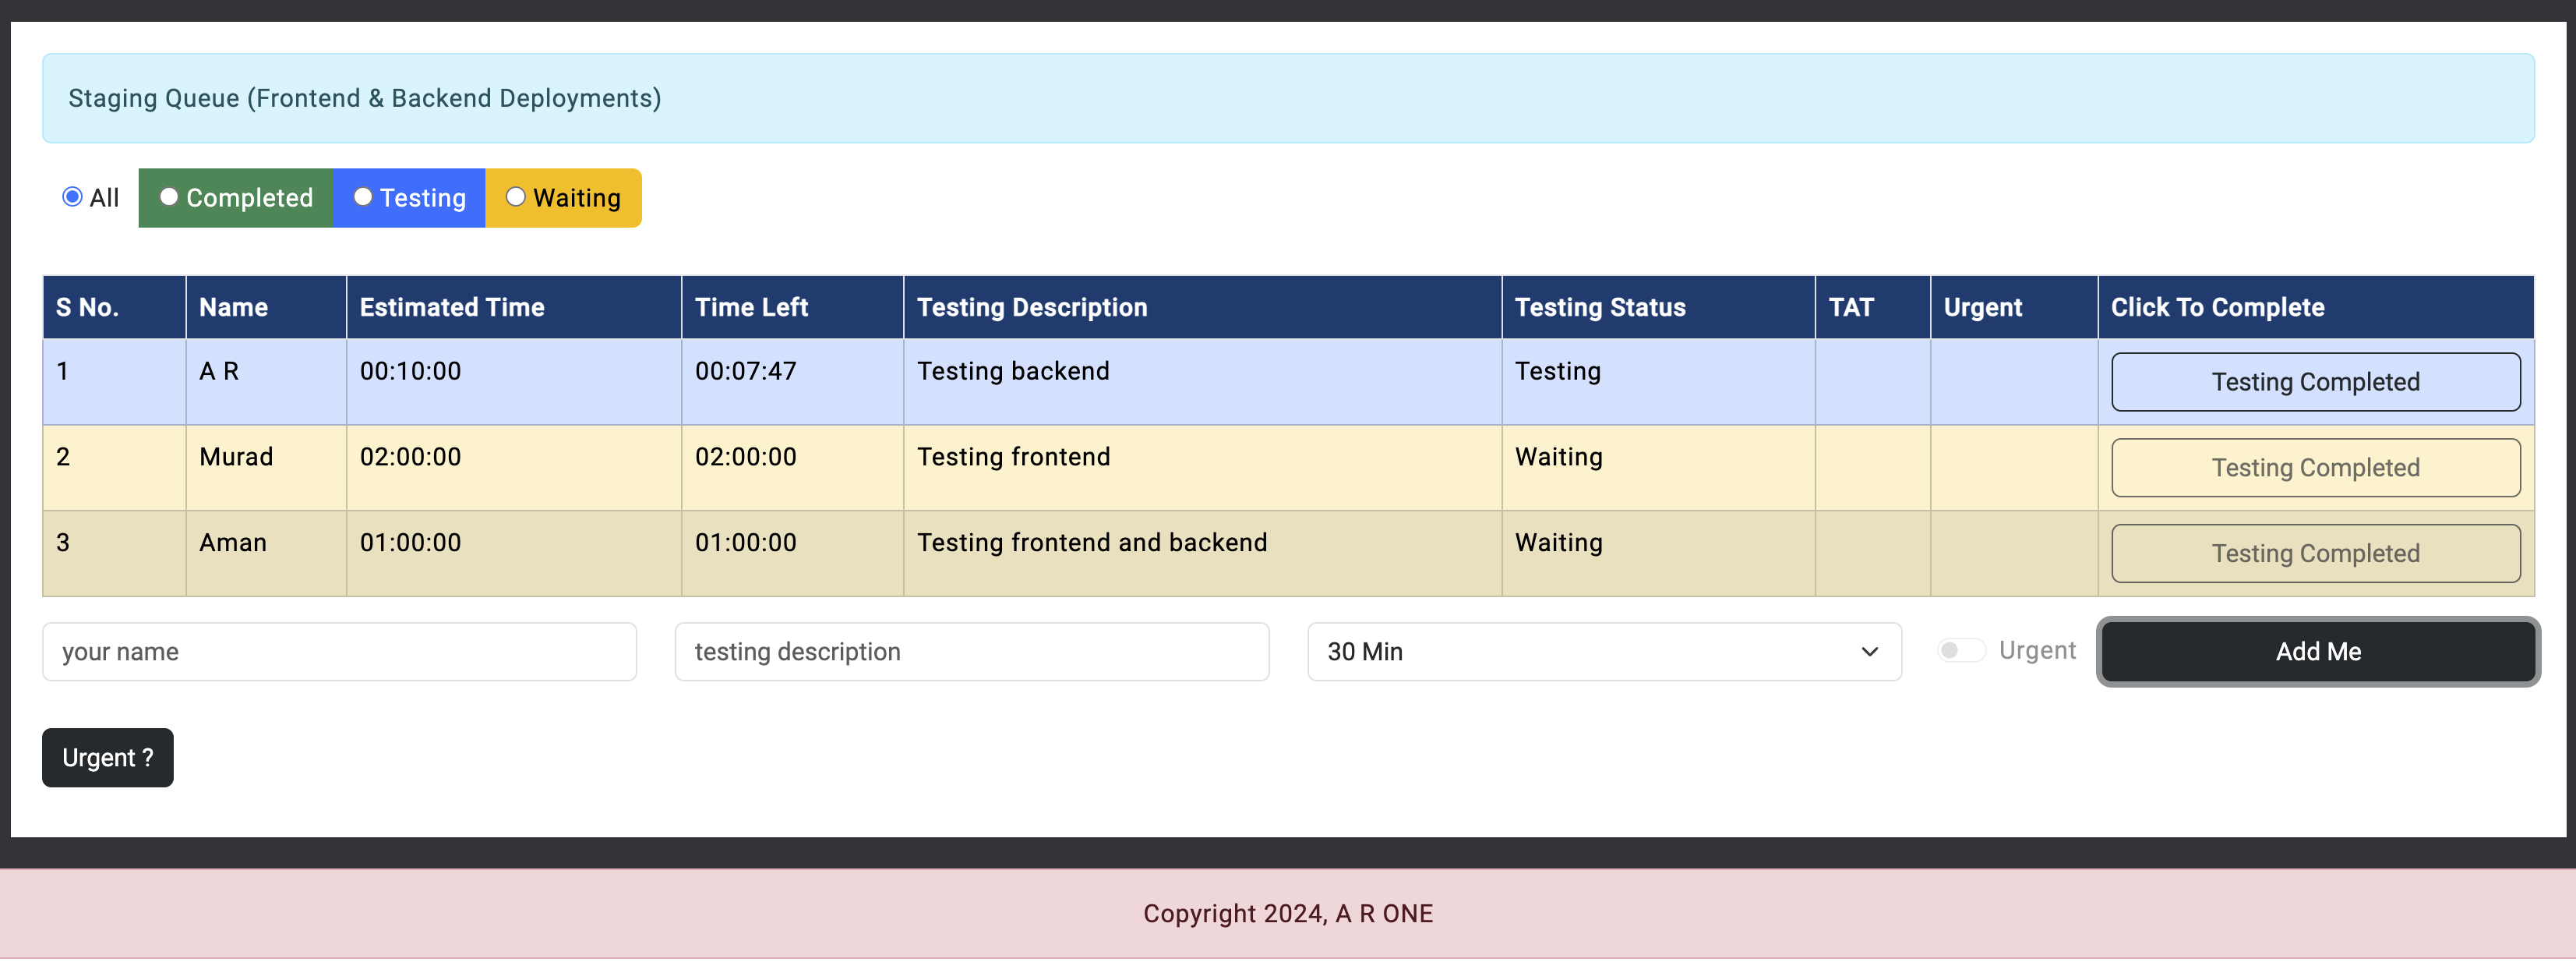 Staging Queue (Frontend & Backend Deployments)
All Completed Testing Waiting
S No. Name Estimated Time Time Left Testing Description Testing Status TAT Urgent Click To Complete
1 A R 00:10:00 00:07:47 Testing backend Testing Testing Completed
2 Murad 02:00:00 02:00:00 Testing frontend Waiting Testing Completed
3 Aman 01:00:00 01:00:00 Testing frontend and backend Waiting Testing Completed
your name testing description 30 Min Urgent Add Me
Urgent ?
Copyright 2024, A R ONE